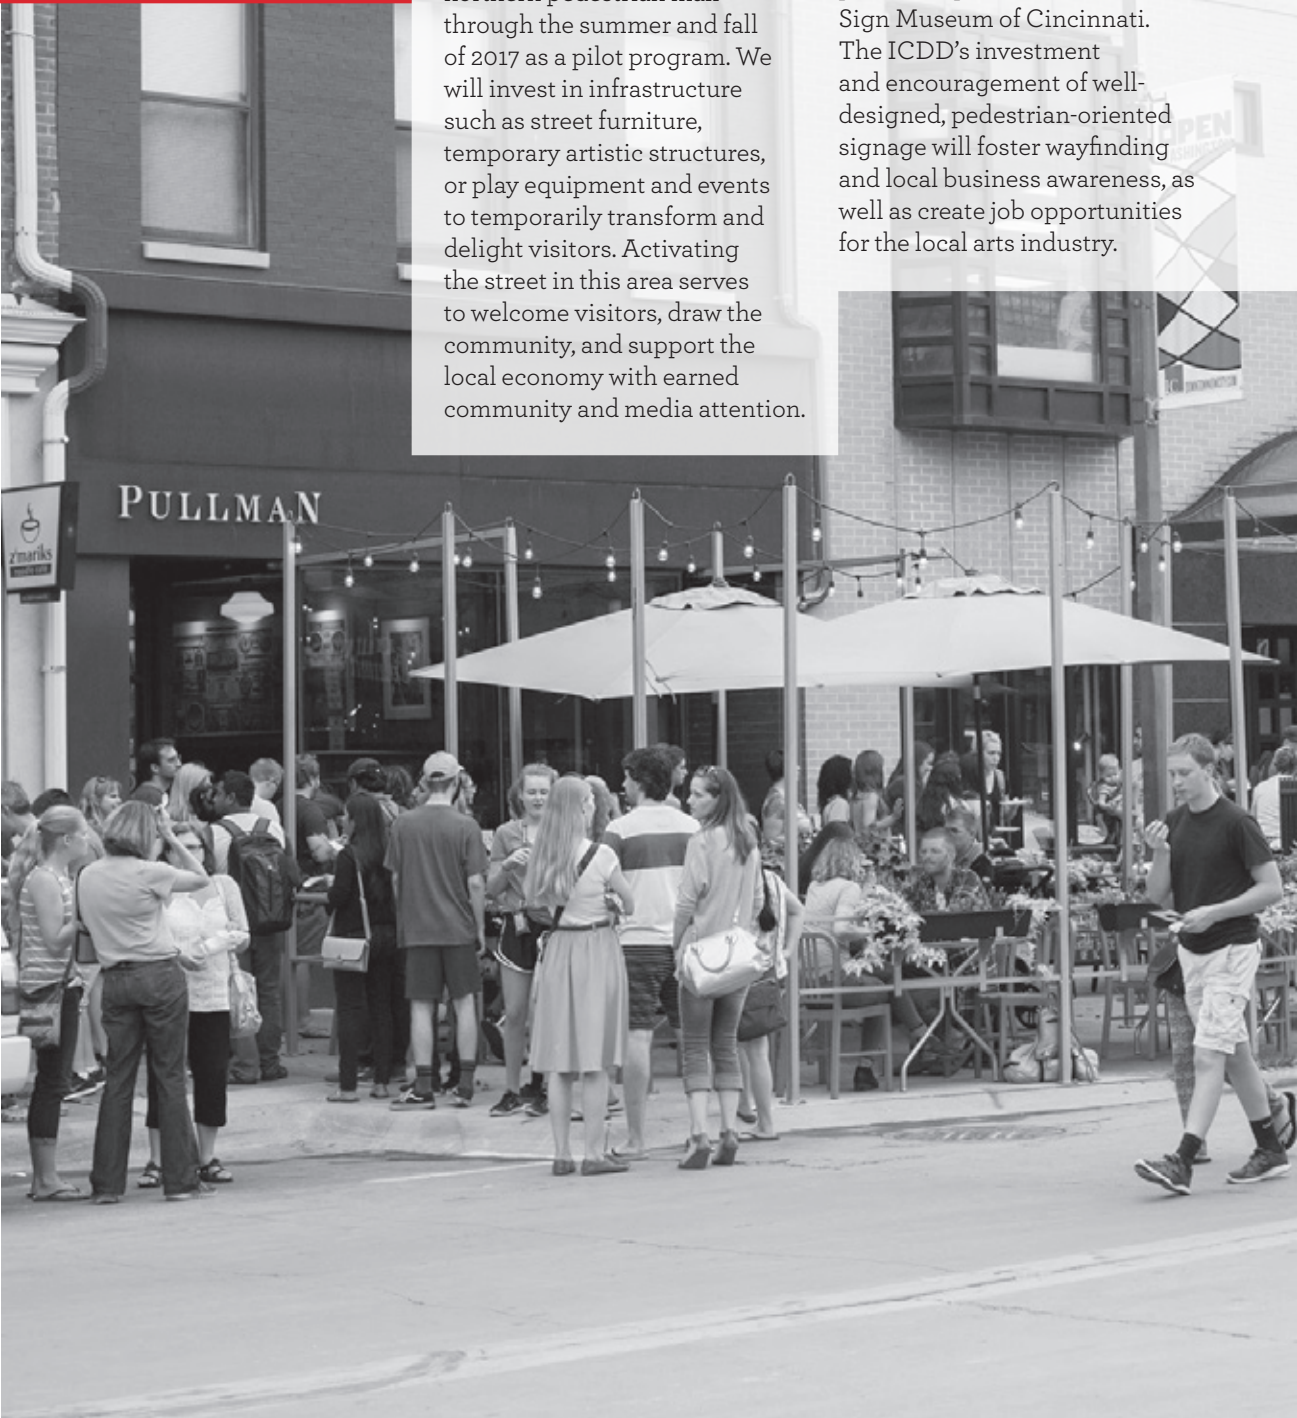 through the summer and fall
of 2017 as a pilot program. We
will invest in infrastructure
such as street furniture,
temporary artistic structures,
or play equipment and events
to temporarily transform and
delight visitors. Activating
the street in this area serves
to welcome visitors, draw the
community, and support the
local economy with earned
community and media attention.
Sign Museum of Cincinnati.
The ICDD’s investment
and encouragement of well-
designed, pedestrian-oriented
signage will foster wayfinding
and local business awareness, as
well as create job opportunities
for the local arts industry.
OPEN
PULLMAN
z'mariks